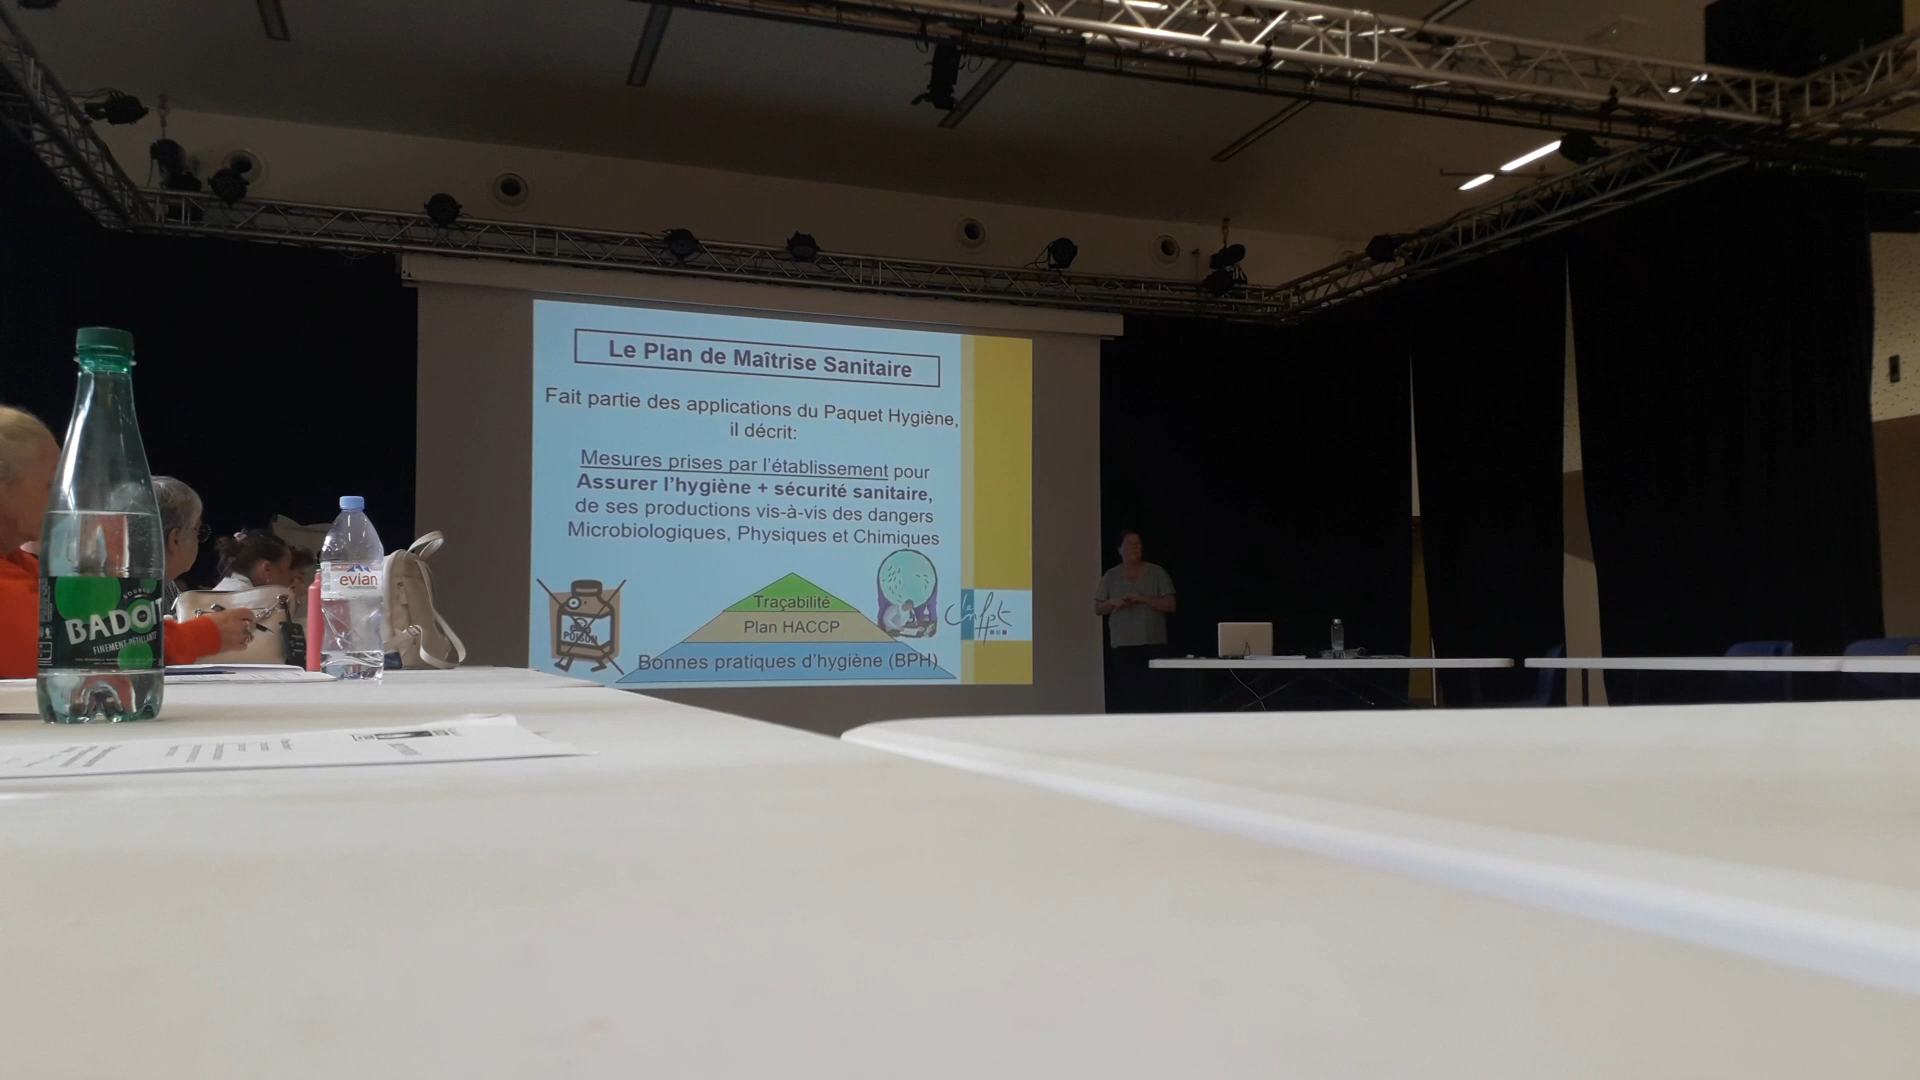 Le Plan de Maîtrise Sanitaire
Fait partie des applications du Paquet Hygiène,
il décrit:
Mesures prises par l'établissement pour
Assurer l'hygiène + sécurité sanitaire,
de ses productions vis-à-vis des dangers
Microbiologiques, Physiques et Chimiques
Traçabilité
Plan HACCP
Bonnes pratiques d'hygiène (BPH)
POISON
cnfpt
BADOIT
FINEMENT PÉTILLANTE
evian